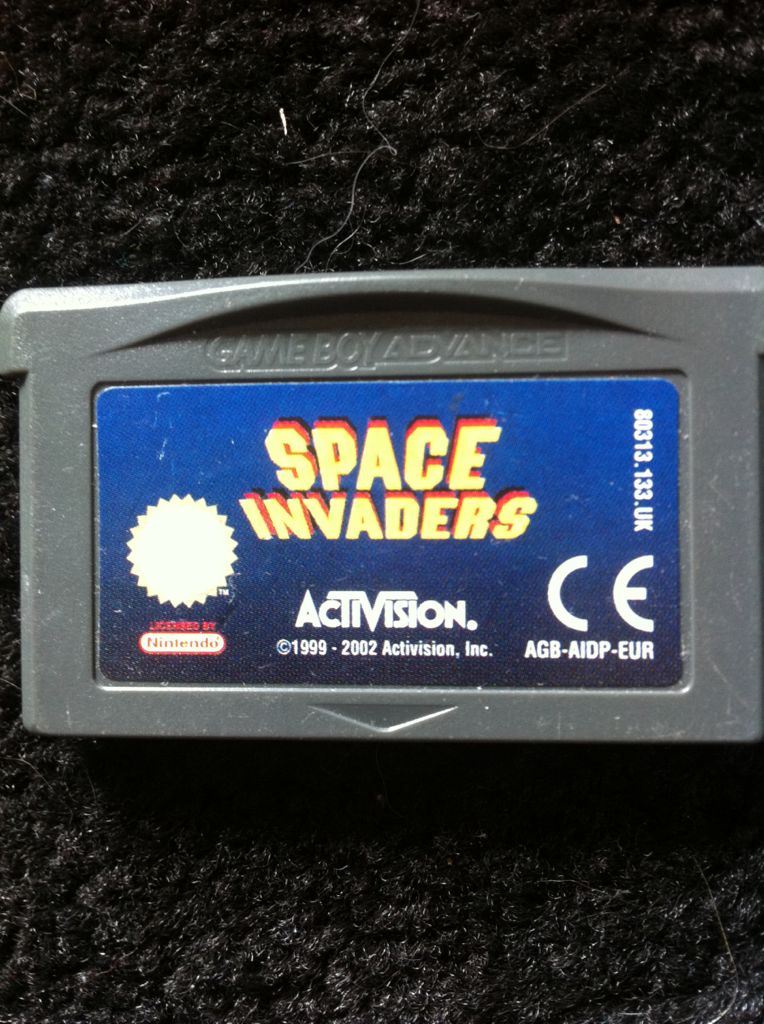 GAME BOY ADVANCE
SPACE
INVADERS
80313.133.UK
TM
LICENSED BY
Nintendo
ACTIVISION.
©1999 - 2002 Activision, Inc.
CE
AGB-AIDP-EUR